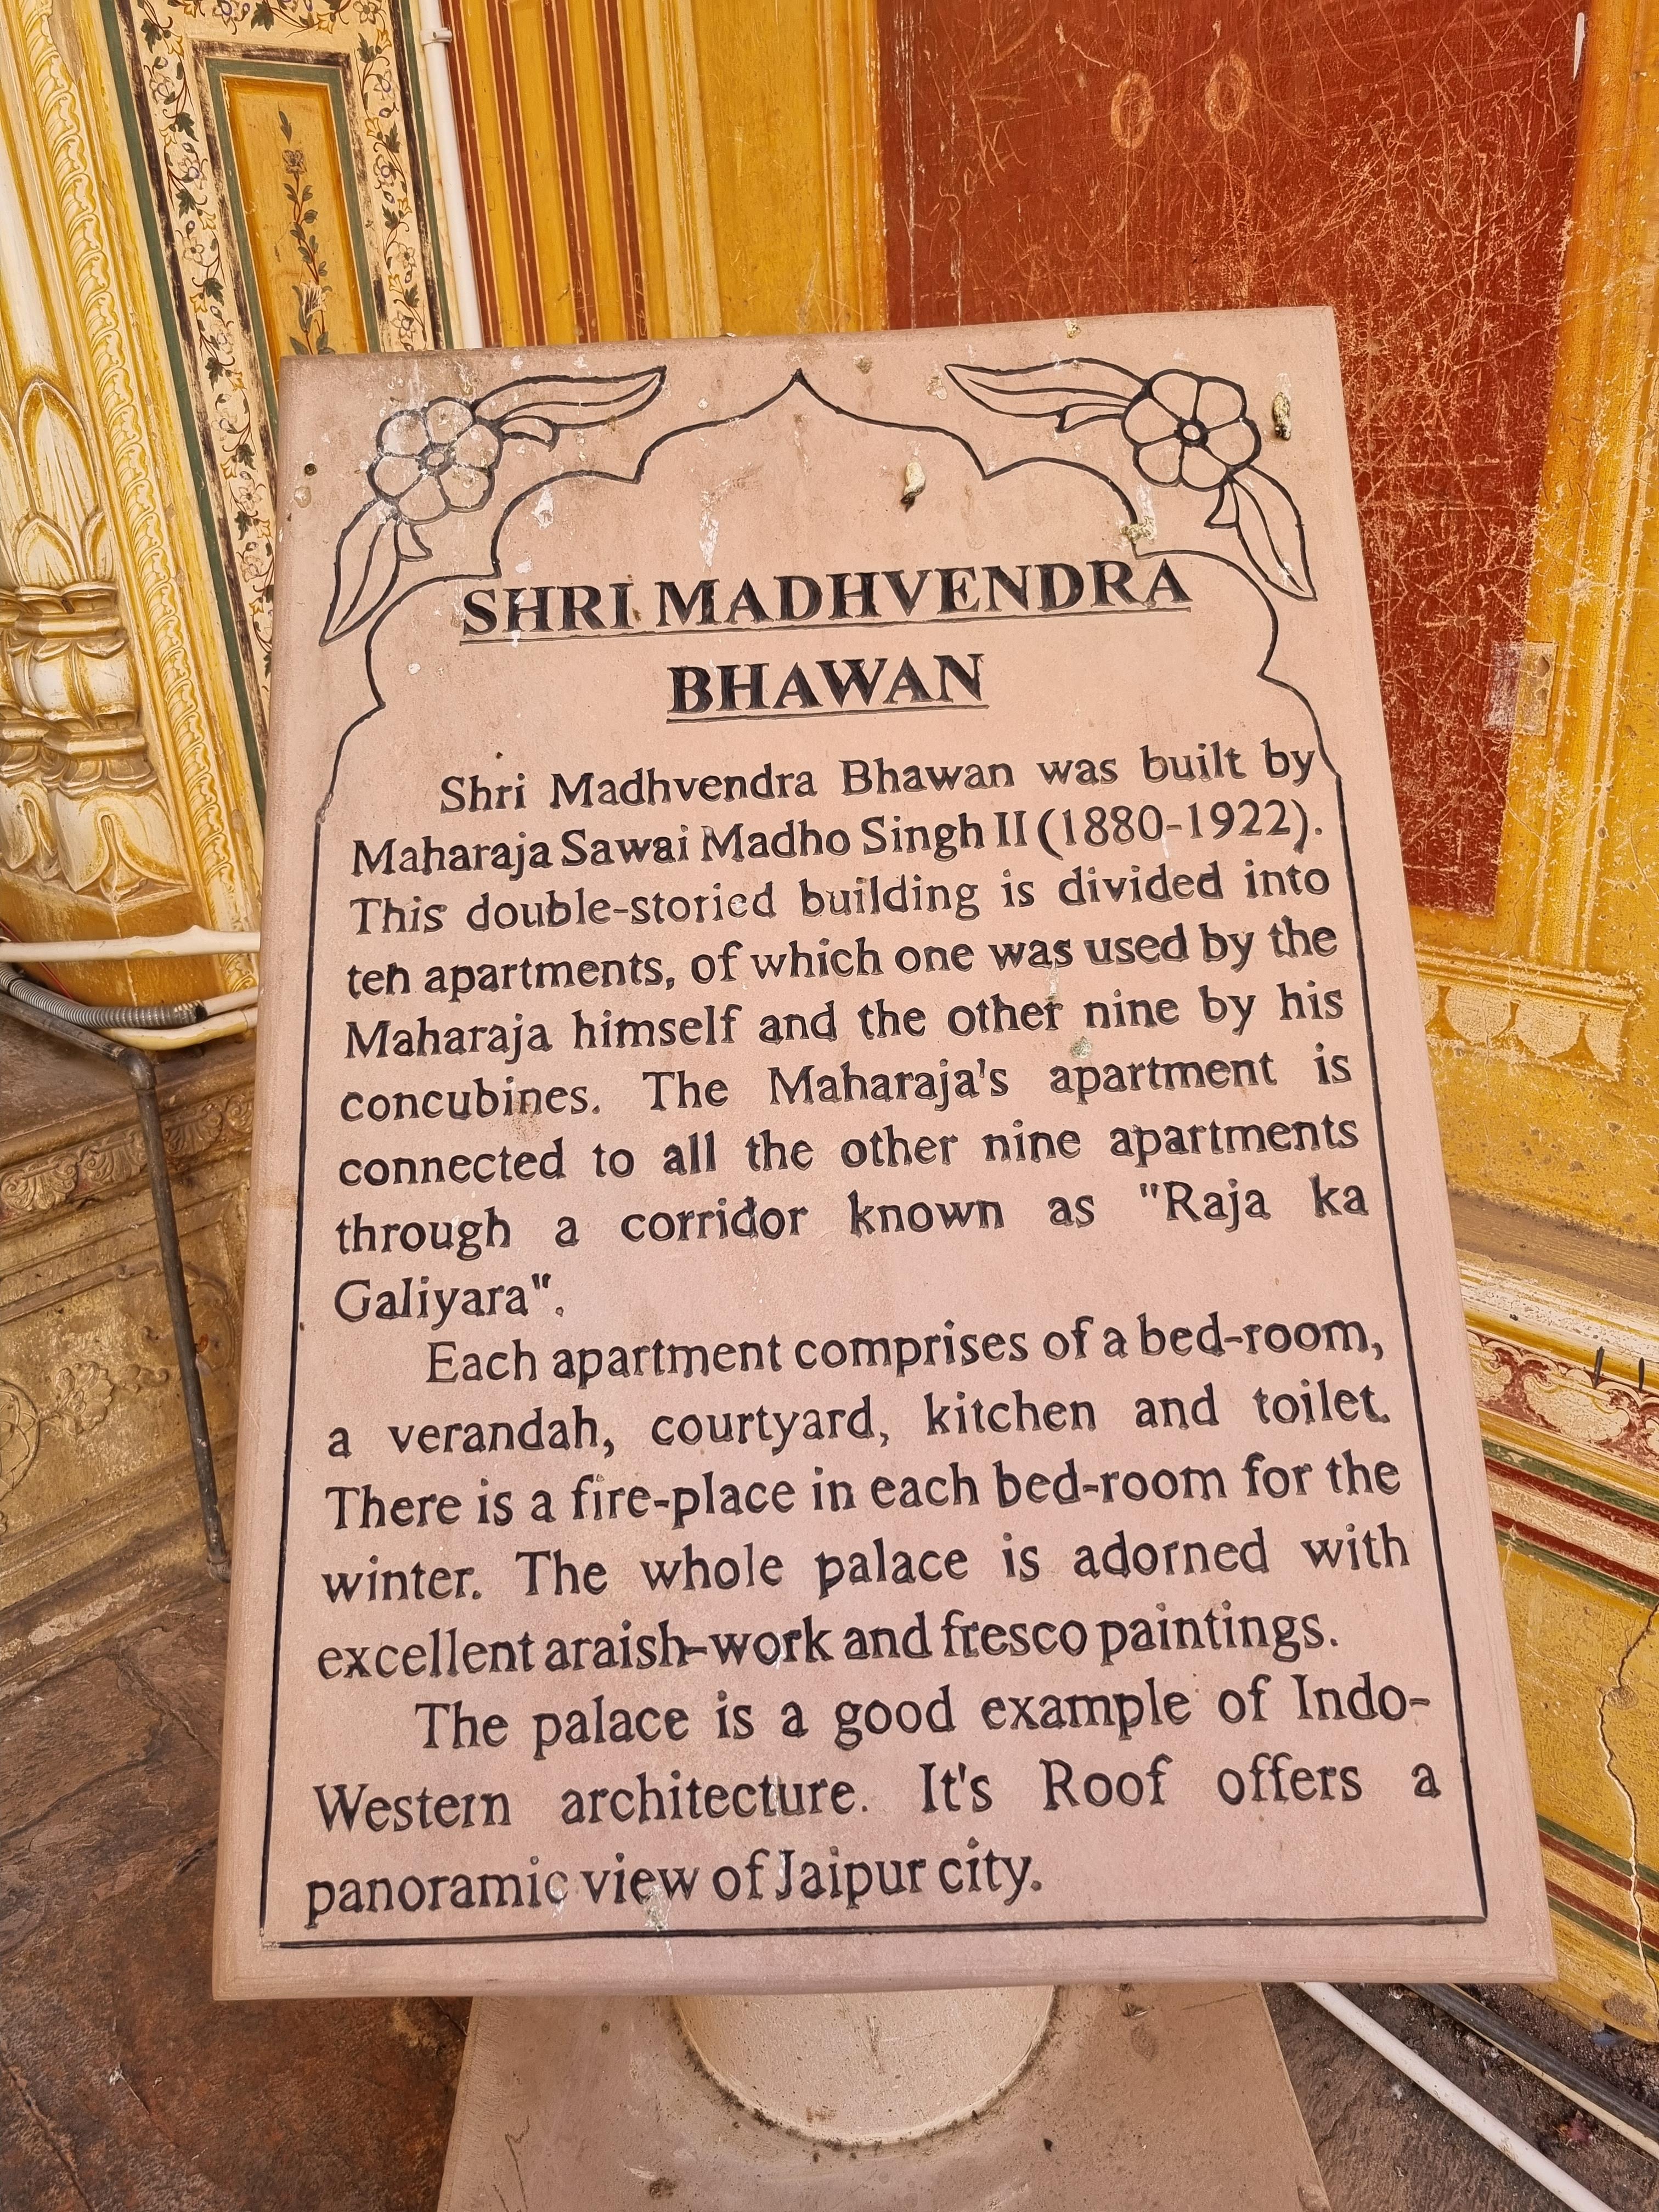 SHRI MADHVENDRA
BHAWAN
Shri Madhvendra Bhawan was built by
Maharaja Sawai Madho Singh II (1880-1922).
This double-storied building is divided into
ten apartments, of which one was used by the
Maharaja himself and the other nine by his
concubines. The Maharaja's apartment is
connected to all the other nine apartments
through a corridor known as "Raja ka
Galiyara".
Each apartment comprises of a bed-room,
a verandah, courtyard, kitchen and toilet.
There is a fire-place in each bed-room for the
winter. The whole palace is adorned with
excellent araish-work and fresco paintings.
The palace is a good example of Indo-
Western architecture. It's Roof offers a
panoramic view of Jaipur city.